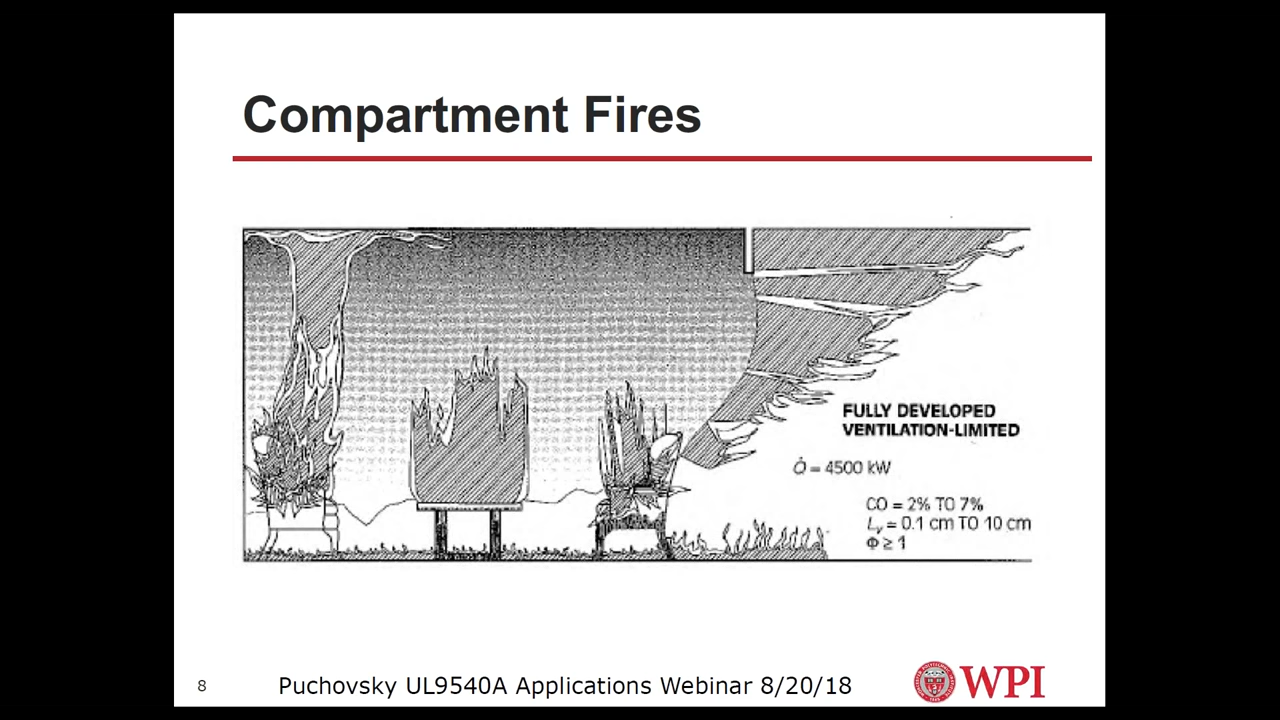 Compartment Fires
FULLY DEVELOPED
VENTILATION-LIMITED
Q̇ = 4500 kW
CO = 2% TO 7%
Lv = 0.1 cm TO 10 cm
Φ ≥ 1
8
Puchovsky UL9540A Applications Webinar 8/20/18
WPI